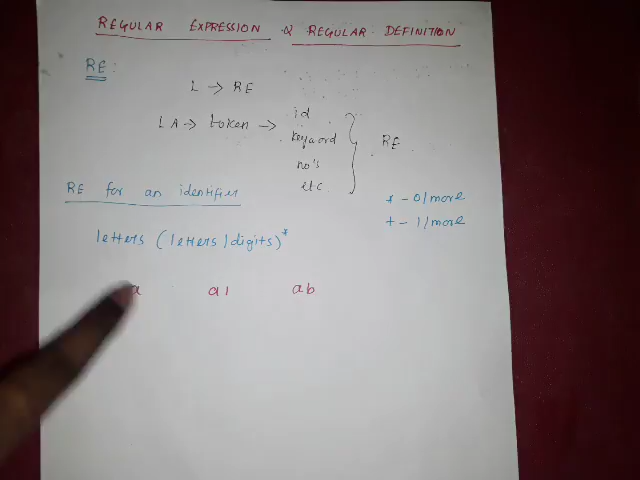 REGULAR EXPRESSION & REGULAR DEFINITION
RE:
L → RE
LA → token → id
keyword
no's
etc.
RE
RE for an identifier
* - 0/more
+ - 1/more
letters (letters/digits)*
a a1 ab